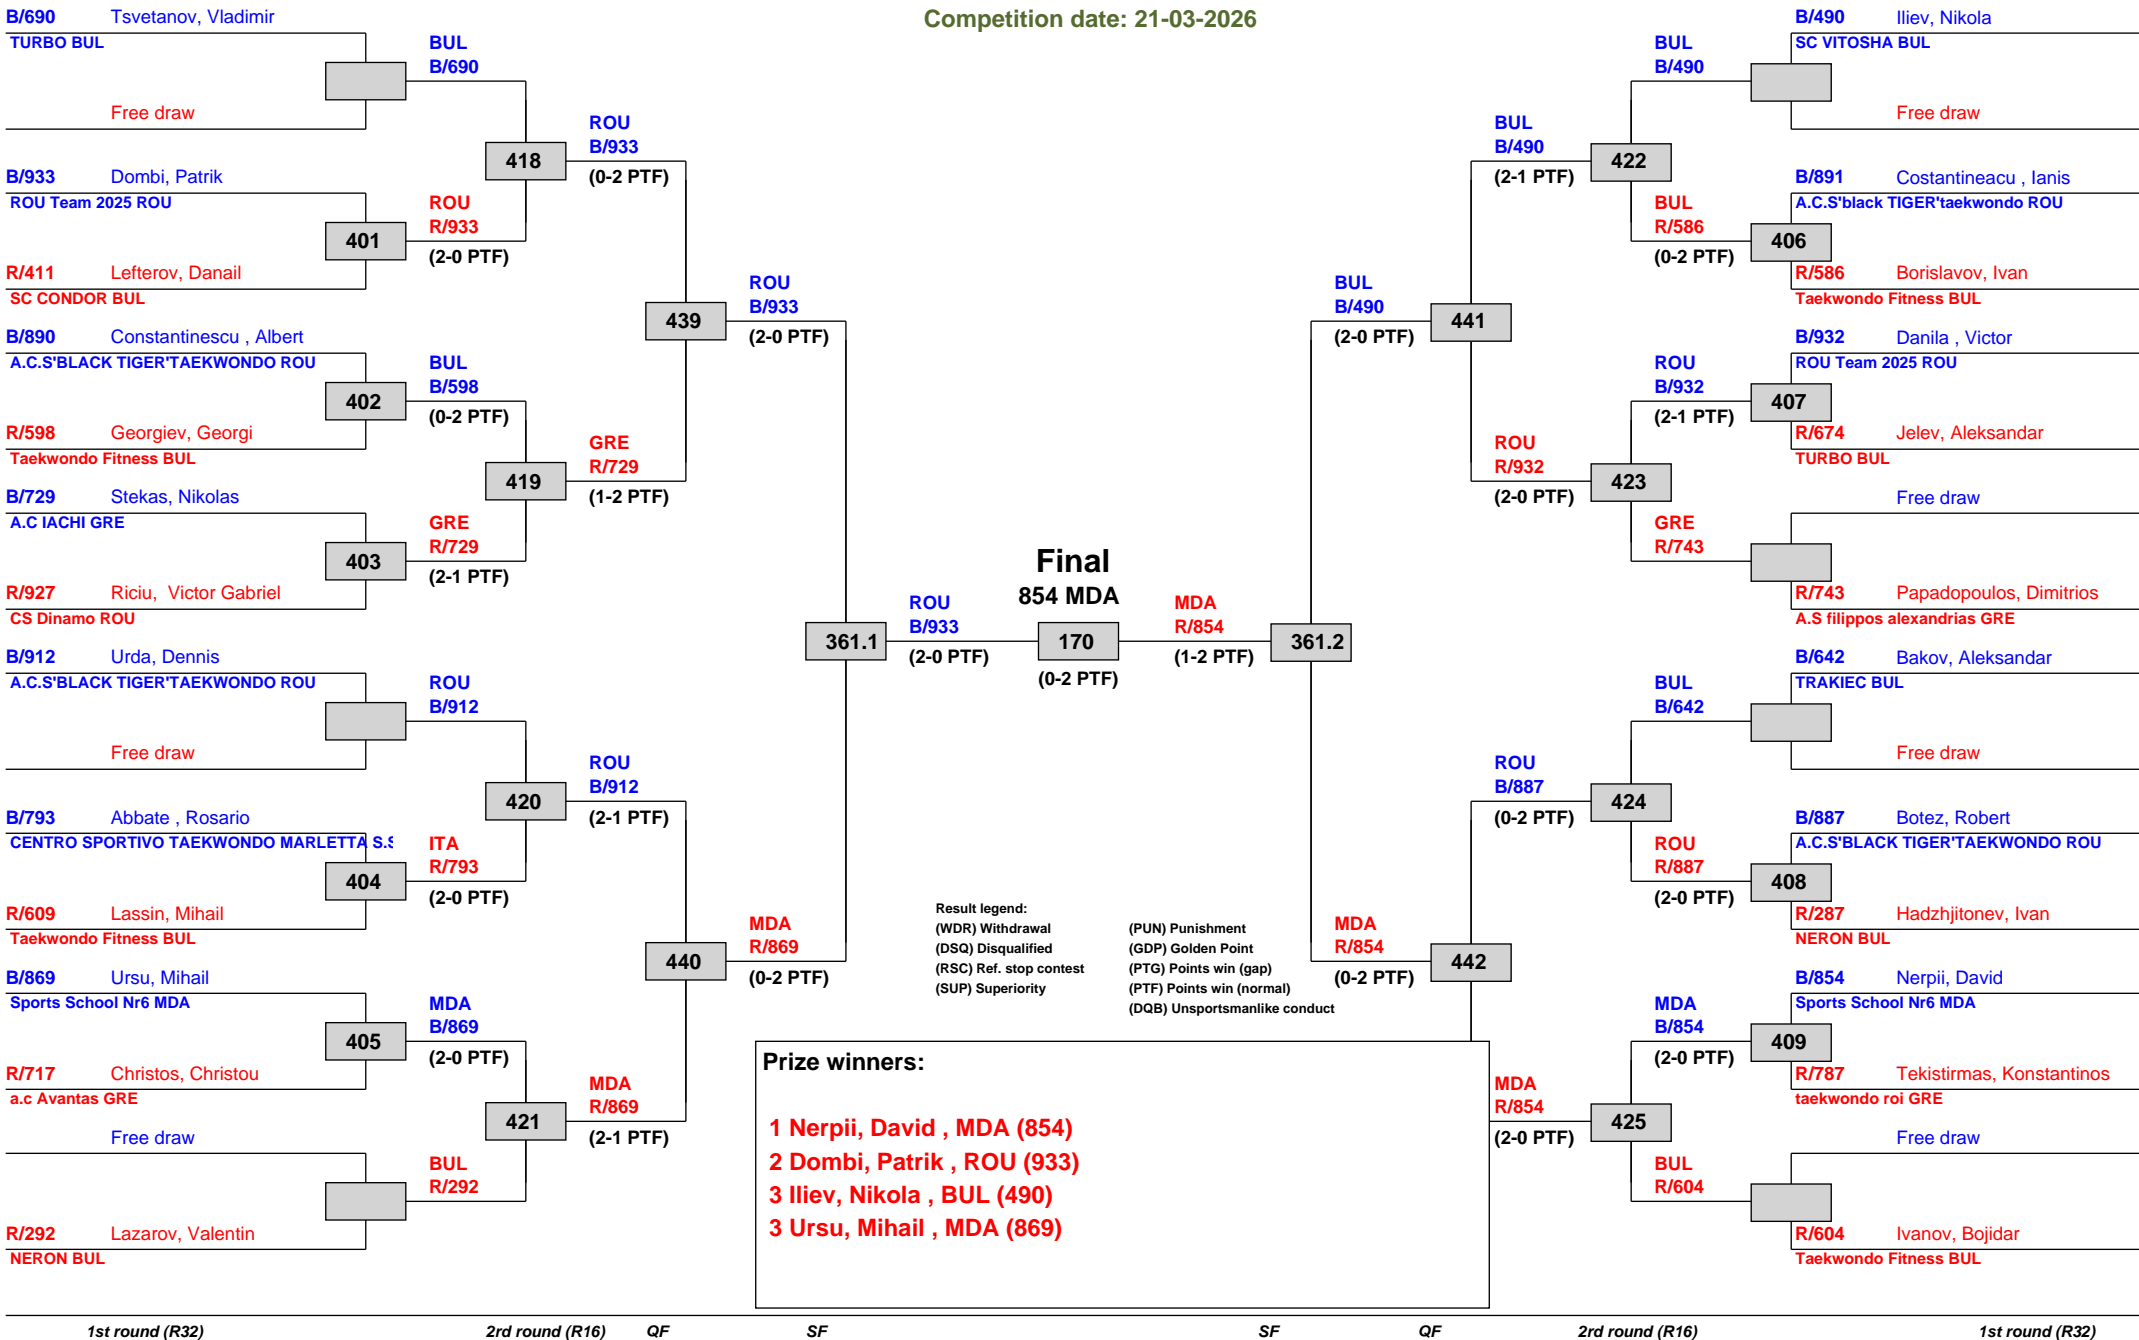 Competition date: 21-03-2026
B/690 Tsvetanov, Vladimir
TURBO BUL
Free draw
B/933 Dombi, Patrik
ROU Team 2025 ROU
401
R/411 Lefterov, Danail
SC CONDOR BUL
B/890 Constantinescu , Albert
A.C.S'BLACK TIGER'TAEKWONDO ROU
402
R/598 Georgiev, Georgi
Taekwondo Fitness BUL
B/729 Stekas, Nikolas
A.C IACHI GRE
403
R/927 Riciu, Victor Gabriel
CS Dinamo ROU
B/912 Urda, Dennis
A.C.S'BLACK TIGER'TAEKWONDO ROU
Free draw
B/793 Abbate , Rosario
CENTRO SPORTIVO TAEKWONDO MARLETTA S.S
404
R/609 Lassin, Mihail
Taekwondo Fitness BUL
B/869 Ursu, Mihail
Sports School Nr6 MDA
405
R/717 Christos, Christou
a.c Avantas GRE
Free draw
R/292 Lazarov, Valentin
NERON BUL
BUL
B/690
418
ROU
R/933
(2-0 PTF)
BUL
B/598
(0-2 PTF)
419
GRE
R/729
(2-1 PTF)
ROU
B/912
420
ITA
R/793
(2-0 PTF)
MDA
B/869
(2-0 PTF)
421
BUL
R/292
ROU
B/933
(0-2 PTF)
439
GRE
R/729
(1-2 PTF)
ROU
B/912
(2-1 PTF)
440
MDA
R/869
(2-1 PTF)
ROU
B/933
(2-0 PTF)
361.1
MDA
R/869
(0-2 PTF)
ROU
B/933
(2-0 PTF)
Final
854 MDA
170
(0-2 PTF)
MDA
R/854
(1-2 PTF)
361.2
BUL
B/490
(2-0 PTF)
441
MDA
R/854
(0-2 PTF)
442
BUL
B/490
(2-1 PTF)
422
ROU
R/932
(2-0 PTF)
423
ROU
B/887
(0-2 PTF)
424
MDA
R/854
(2-0 PTF)
425
BUL
B/490
BUL
R/586
(0-2 PTF)
ROU
B/932
(2-1 PTF)
GRE
R/743
BUL
B/642
ROU
R/887
(2-0 PTF)
MDA
B/854
(2-0 PTF)
BUL
R/604
B/490 Iliev, Nikola
SC VITOSHA BUL
Free draw
B/891 Costantineacu , Ianis
A.C.S'black TIGER'taekwondo ROU
406
R/586 Borislavov, Ivan
Taekwondo Fitness BUL
B/932 Danila , Victor
ROU Team 2025 ROU
407
R/674 Jelev, Aleksandar
TURBO BUL
Free draw
R/743 Papadopoulos, Dimitrios
A.S filippos alexandrias GRE
B/642 Bakov, Aleksandar
TRAKIEC BUL
Free draw
B/887 Botez, Robert
A.C.S'BLACK TIGER'TAEKWONDO ROU
408
R/287 Hadzhjitonev, Ivan
NERON BUL
B/854 Nerpii, David
Sports School Nr6 MDA
409
R/787 Tekistirmas, Konstantinos
taekwondo roi GRE
Free draw
R/604 Ivanov, Bojidar
Taekwondo Fitness BUL
Result legend:
(WDR) Withdrawal (PUN) Punishment
(DSQ) Disqualified (GDP) Golden Point
(RSC) Ref. stop contest (PTG) Points win (gap)
(SUP) Superiority (PTF) Points win (normal)
(DQB) Unsportsmanlike conduct
Prize winners:
1 Nerpii, David , MDA (854)
2 Dombi, Patrik , ROU (933)
3 Iliev, Nikola , BUL (490)
3 Ursu, Mihail , MDA (869)
1st round (R32) 2rd round (R16) QF SF SF QF 2rd round (R16) 1st round (R32)